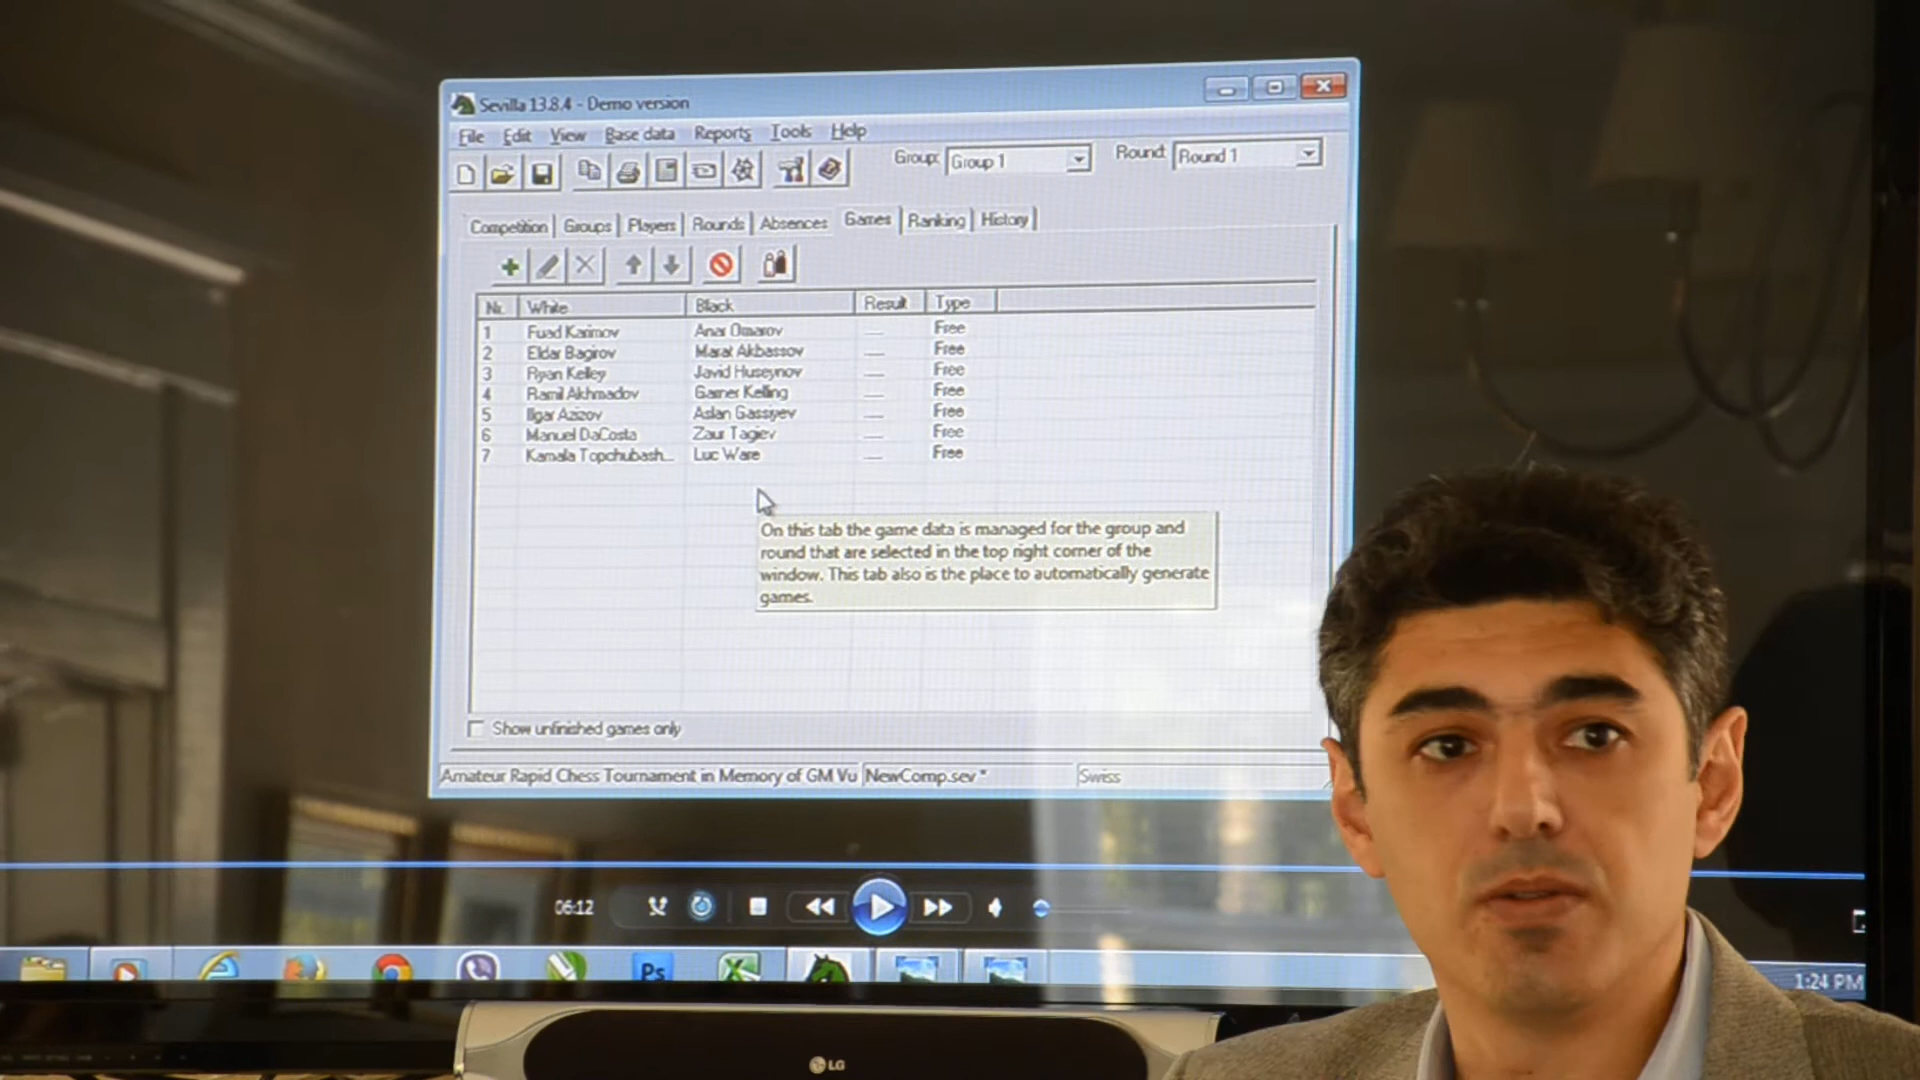 Sevilla 13.8.4 - Demo version
File Edit View Base data Reports Tools Help
Group: Group 1 Round: Round 1
Competition Groups Players Rounds Absences Games Ranking History
Nr. White Black Result Type
1 Fuad Karimov Anar Omarov Free
2 Eldar Bagirov Marat Akbassov Free
3 Ryan Kelley Javid Huseynov Free
4 Ramil Akhmadov Garner Kelling Free
5 Ilgar Azizov Aslan Gassiyev Free
6 Manuel DaCosta Zaur Tagiev Free
7 Kamala Topchubash... Luc Ware Free
On this tab the game data is managed for the group and
round that are selected in the top right corner of the
window. This tab also is the place to automatically generate
games.
Show unfinished games only
Amateur Rapid Chess Tournament in Memory of GM Vu NewComp.sev * Swiss
06:12
Ps
1:24 PM
LG